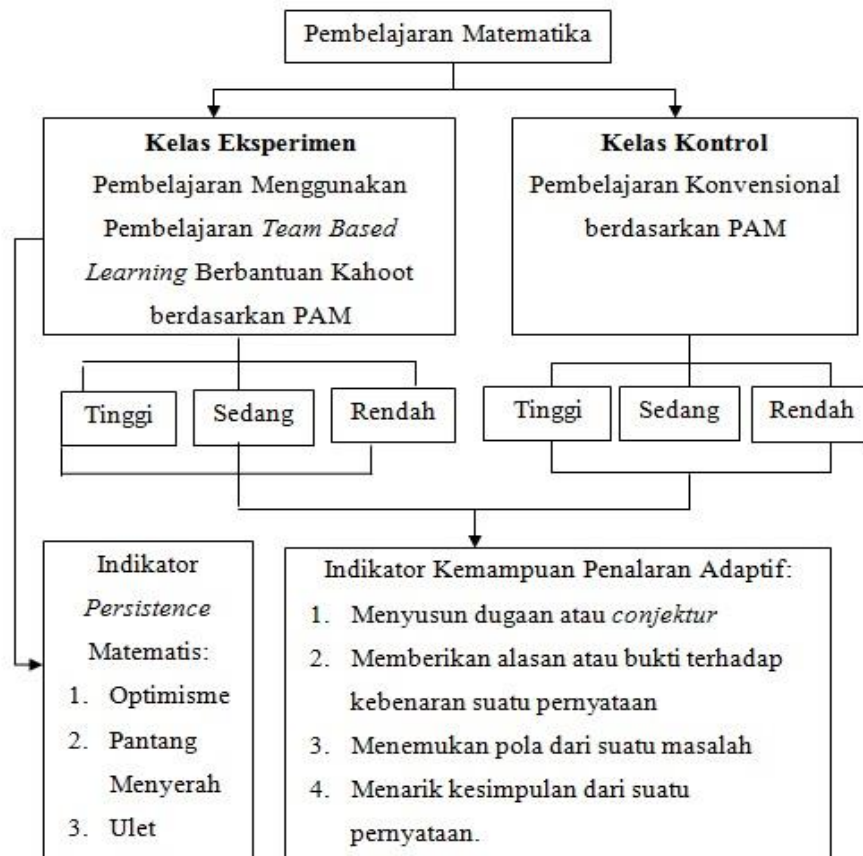 Pembelajaran Matematika
Kelas Eksperimen
Pembelajaran Menggunakan
Pembelajaran Team Based
Learning Berbantuan Kahoot
berdasarkan PAM
Kelas Kontrol
Pembelajaran Konvensional
berdasarkan PAM
Tinggi
Sedang
Rendah
Tinggi
Sedang
Rendah
Indikator
Persistence
Matematis:
1. Optimisme
2. Pantang
Menyerah
3. Ulet
Indikator Kemampuan Penalaran Adaptif:
1. Menyusun dugaan atau conjektur
2. Memberikan alasan atau bukti terhadap
kebenaran suatu pernyataan
3. Menemukan pola dari suatu masalah
4. Menarik kesimpulan dari suatu
pernyataan.